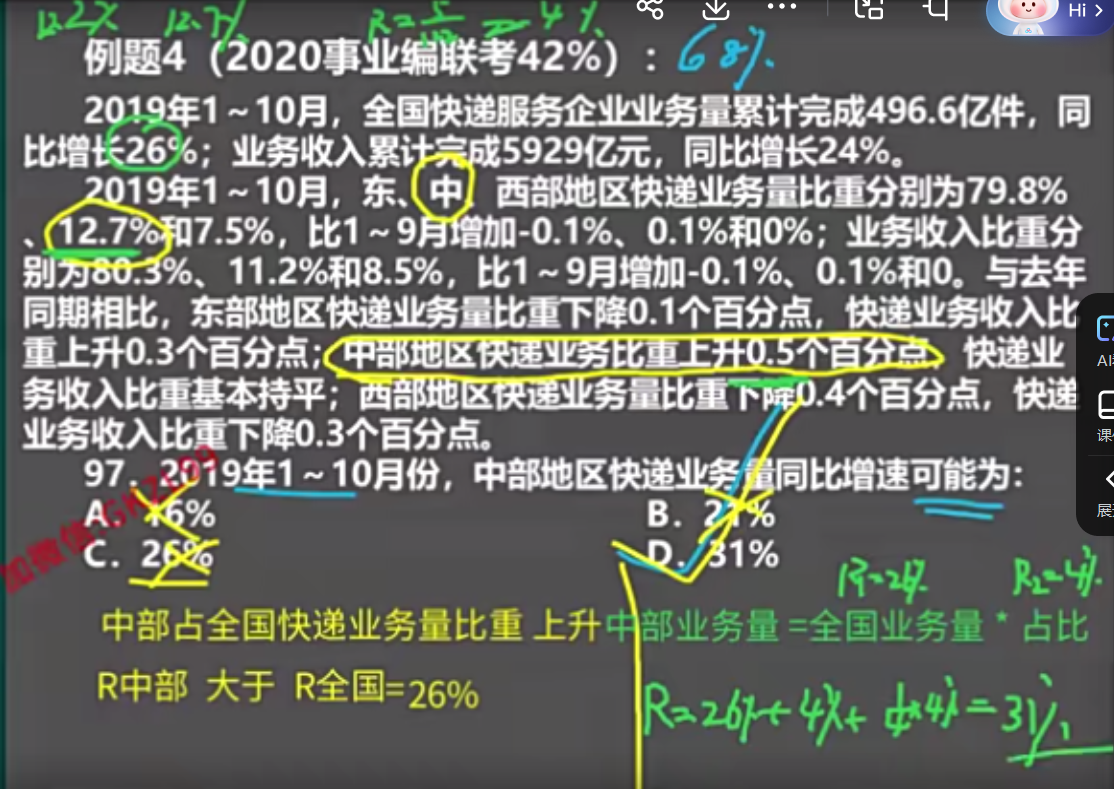 12.2% 12.7% R= 5 = 4%
Hi >
例题4（2020事业编联考42%）: 68%.
2019年1～10月，全国快递服务企业业务量累计完成496.6亿件，同
比增长26%；业务收入累计完成5929亿元，同比增长24%。
2019年1～10月，东、中、西部地区快递业务量比重分别为79.8%
、12.7%和7.5%，比1～9月增加-0.1%、0.1%和0%；业务收入比重分
别为80.3%、11.2%和8.5%，比1～9月增加-0.1%、0.1%和0。与去年
同期相比，东部地区快递业务量比重下降0.1个百分点，快递业务收入比
重上升0.3个百分点；中部地区快递业务比重上升0.5个百分点，快递业
务收入比重基本持平；西部地区快递业务量比重下降0.4个百分点，快递
业务收入比重下降0.3个百分点。
97．2019年1～10月份，中部地区快递业务量同比增速可能为：
A．16% B．21%
C．26% D．31%
加微信:GK2199
R1=26% R2=4%.
中部占全国快递业务量比重 上升 中部业务量 =全国业务量 * 占比
R中部 大于 R全国=26%
R=26%+4%+ *4%=31%
AI
课
展